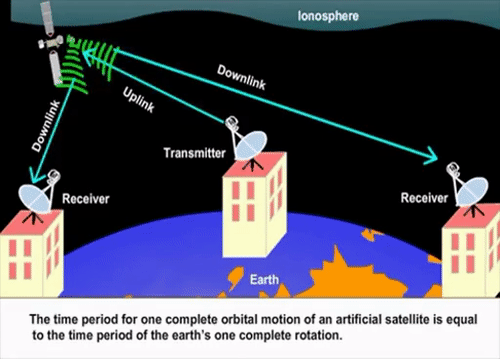 Ionosphere
Downlink
Uplink
Downlink
Transmitter
Receiver
Receiver
Earth
The time period for one complete orbital motion of an artificial satellite is equal
to the time period of the earth's one complete rotation.